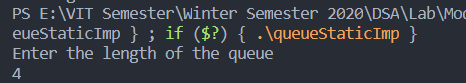 PS E:\VIT Semester\Winter Semester 2020\DSA\Lab\Mod
eueStaticImp } ; if ($?) { .\queueStaticImp }
Enter the length of the queue
4